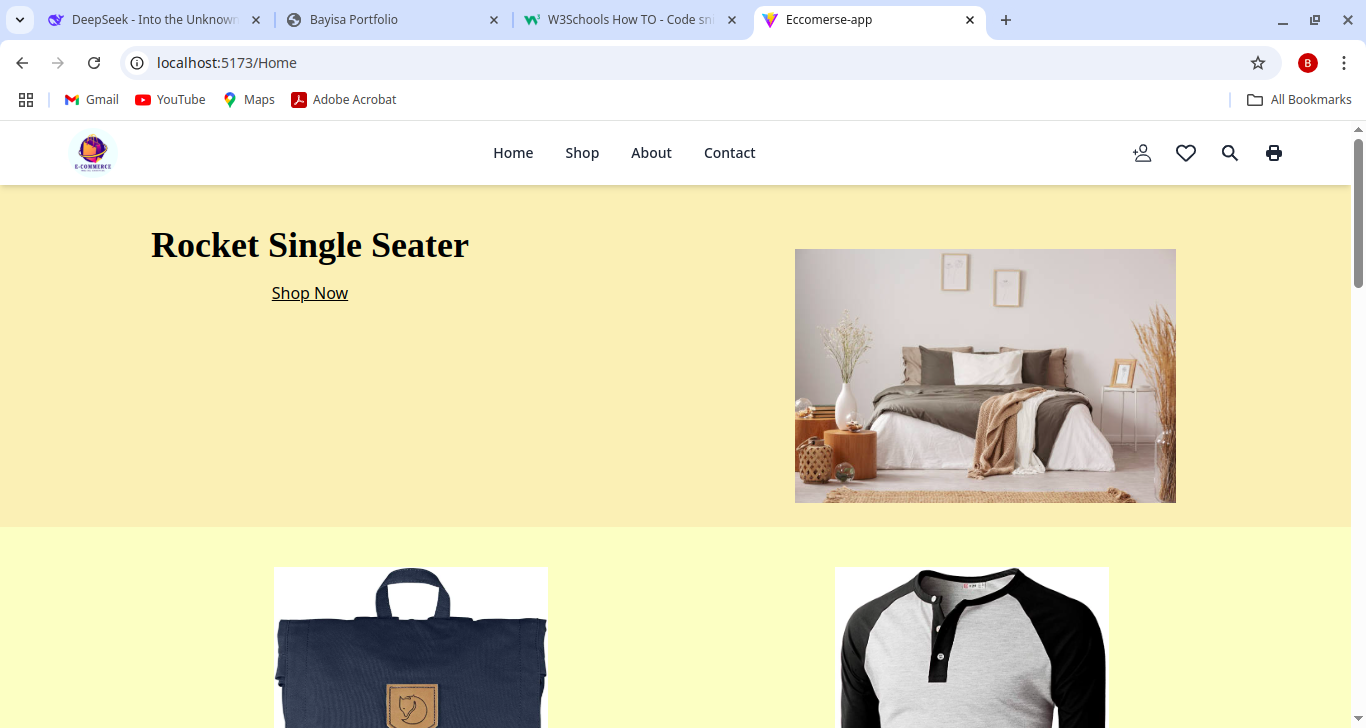 DeepSeek - Into the Unknown
Bayisa Portfolio
W3Schools How TO - Code sni
Eccomerse-app
localhost:5173/Home
B
Gmail
YouTube
Maps
Adobe Acrobat
All Bookmarks
E-COMMERCE
Home
Shop
About
Contact
Rocket Single Seater
Shop Now